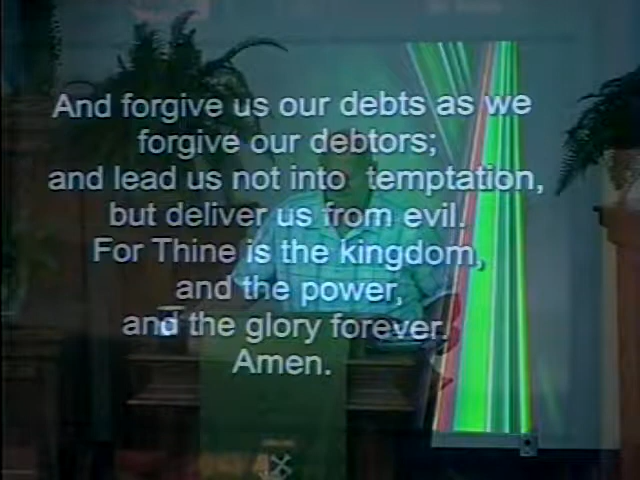 And forgive us our debts as we
forgive our debtors;
and lead us not into temptation,
but deliver us from evil.
For Thine is the kingdom,
and the power,
and the glory forever.
Amen.